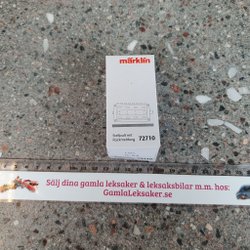 märklin
72710
Sälj dina gamla leksaker & leksaksbilar m.m. hos:
GamlaLeksaker.se